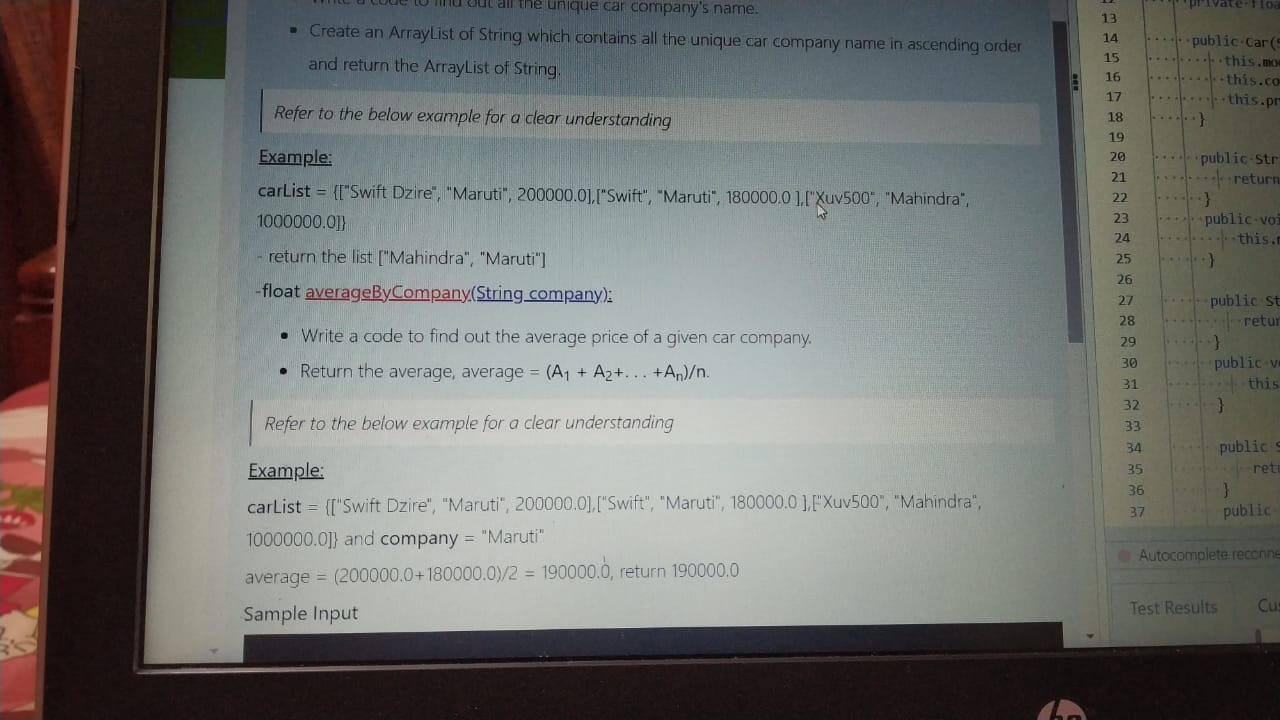 Write a code to find out all the unique car company's name.
▪ Create an ArrayList of String which contains all the unique car company name in ascending order
and return the ArrayList of String.
Refer to the below example for a clear understanding
Example:
carList = {["Swift Dzire", "Maruti", 200000.0],["Swift", "Maruti", 180000.0 ],["Xuv500", "Mahindra",
1000000.0]}
- return the list ["Mahindra", "Maruti"]
-float averageByCompany(String company):
• Write a code to find out the average price of a given car company.
• Return the average, average = (A1 + A2+. . . +An)/n.
Refer to the below example for a clear understanding
Example:
carList = {["Swift Dzire", "Maruti", 200000.0],["Swift", "Maruti", 180000.0 ],["Xuv500", "Mahindra",
1000000.0]} and company = "Maruti"
average = (200000.0+180000.0)/2 = 190000.0, return 190000.0
Sample Input
12 private floa
13
14 public Car(S
15 this.mo
16 this.co
17 this.pr
18 }
19
20 public Str
21 return
22 }
23 public voi
24 this.
25 }
26
27 public St
28 retur
29 }
30 public v
31 this
32 }
33
34 public S
35 ret
36 }
37 public
Autocomplete reconne
Test Results Cus
hp